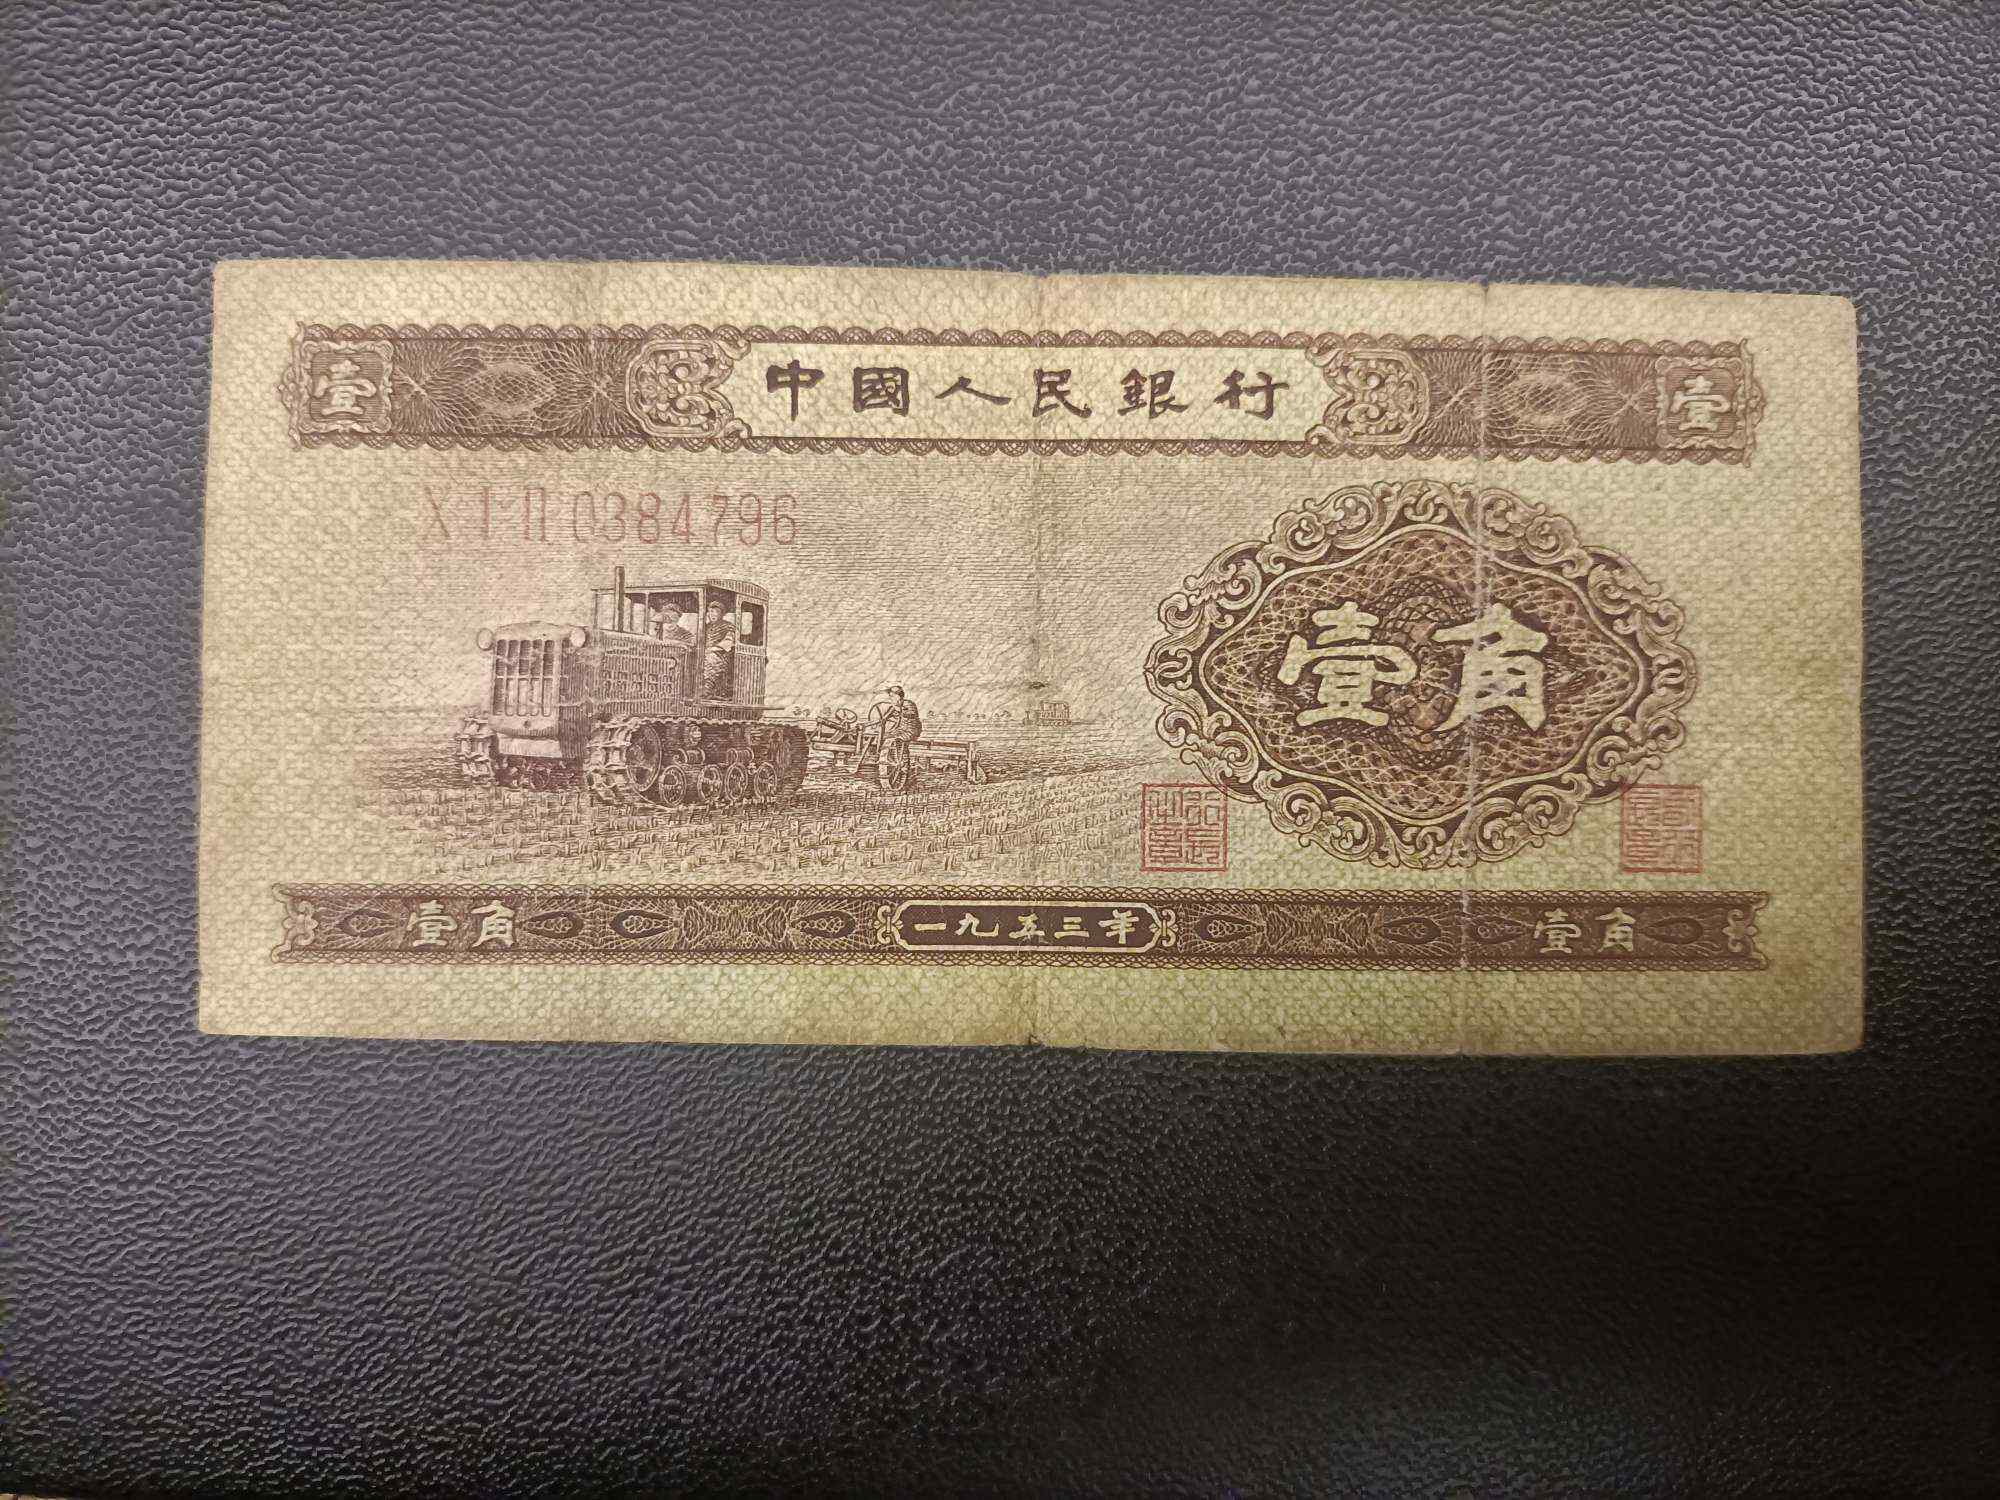 壹 中國人民銀行 壹
X I П 0384796
壹角
壹角 一九五三年 壹角